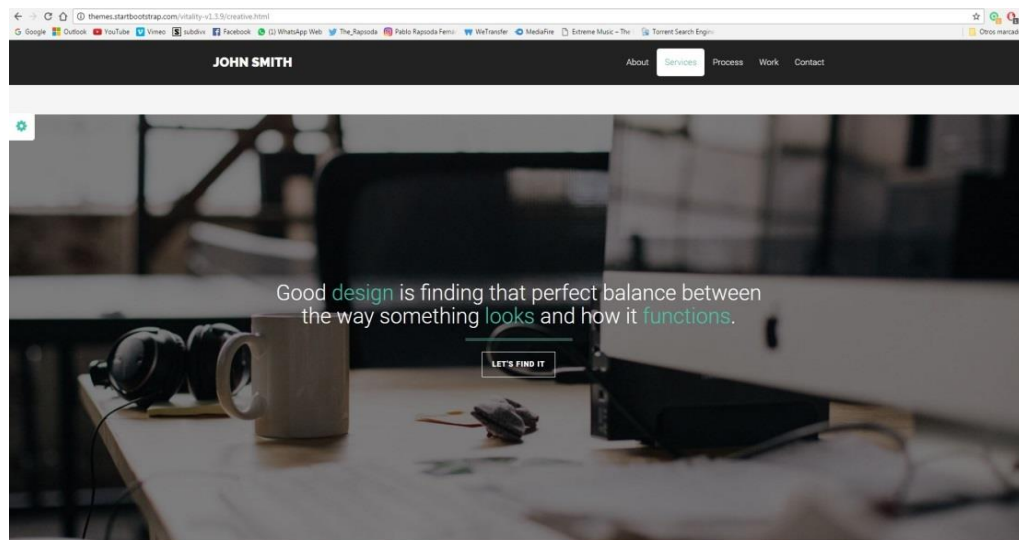 themes.startbootstrap.com/vitality-v1.3.9/creative.html
Google Outlook YouTube Vimeo subdivx Facebook (1) WhatsApp Web The_Rapsoda Pablo Rapsoda Ferna WeTransfer MediaFire Extreme Music – The Torrent Search Engin Otros marcad
JOHN SMITH About Services Process Work Contact
Good design is finding that perfect balance between
the way something looks and how it functions.
LET'S FIND IT